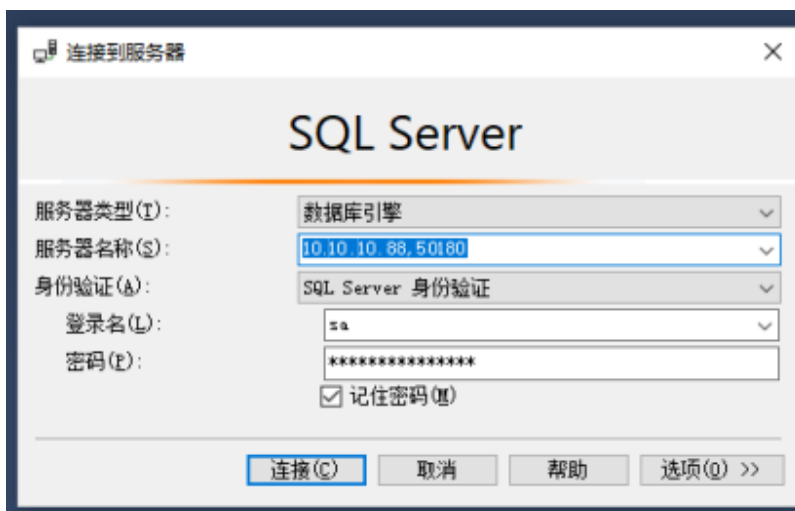 连接到服务器
SQL Server
服务器类型(T): 数据库引擎
服务器名称(S): 10.10.10.88,50180
身份验证(A): SQL Server 身份验证
登录名(L): sa
密码(P): ***************
记住密码(M)
连接(C) 取消 帮助 选项(O) >>